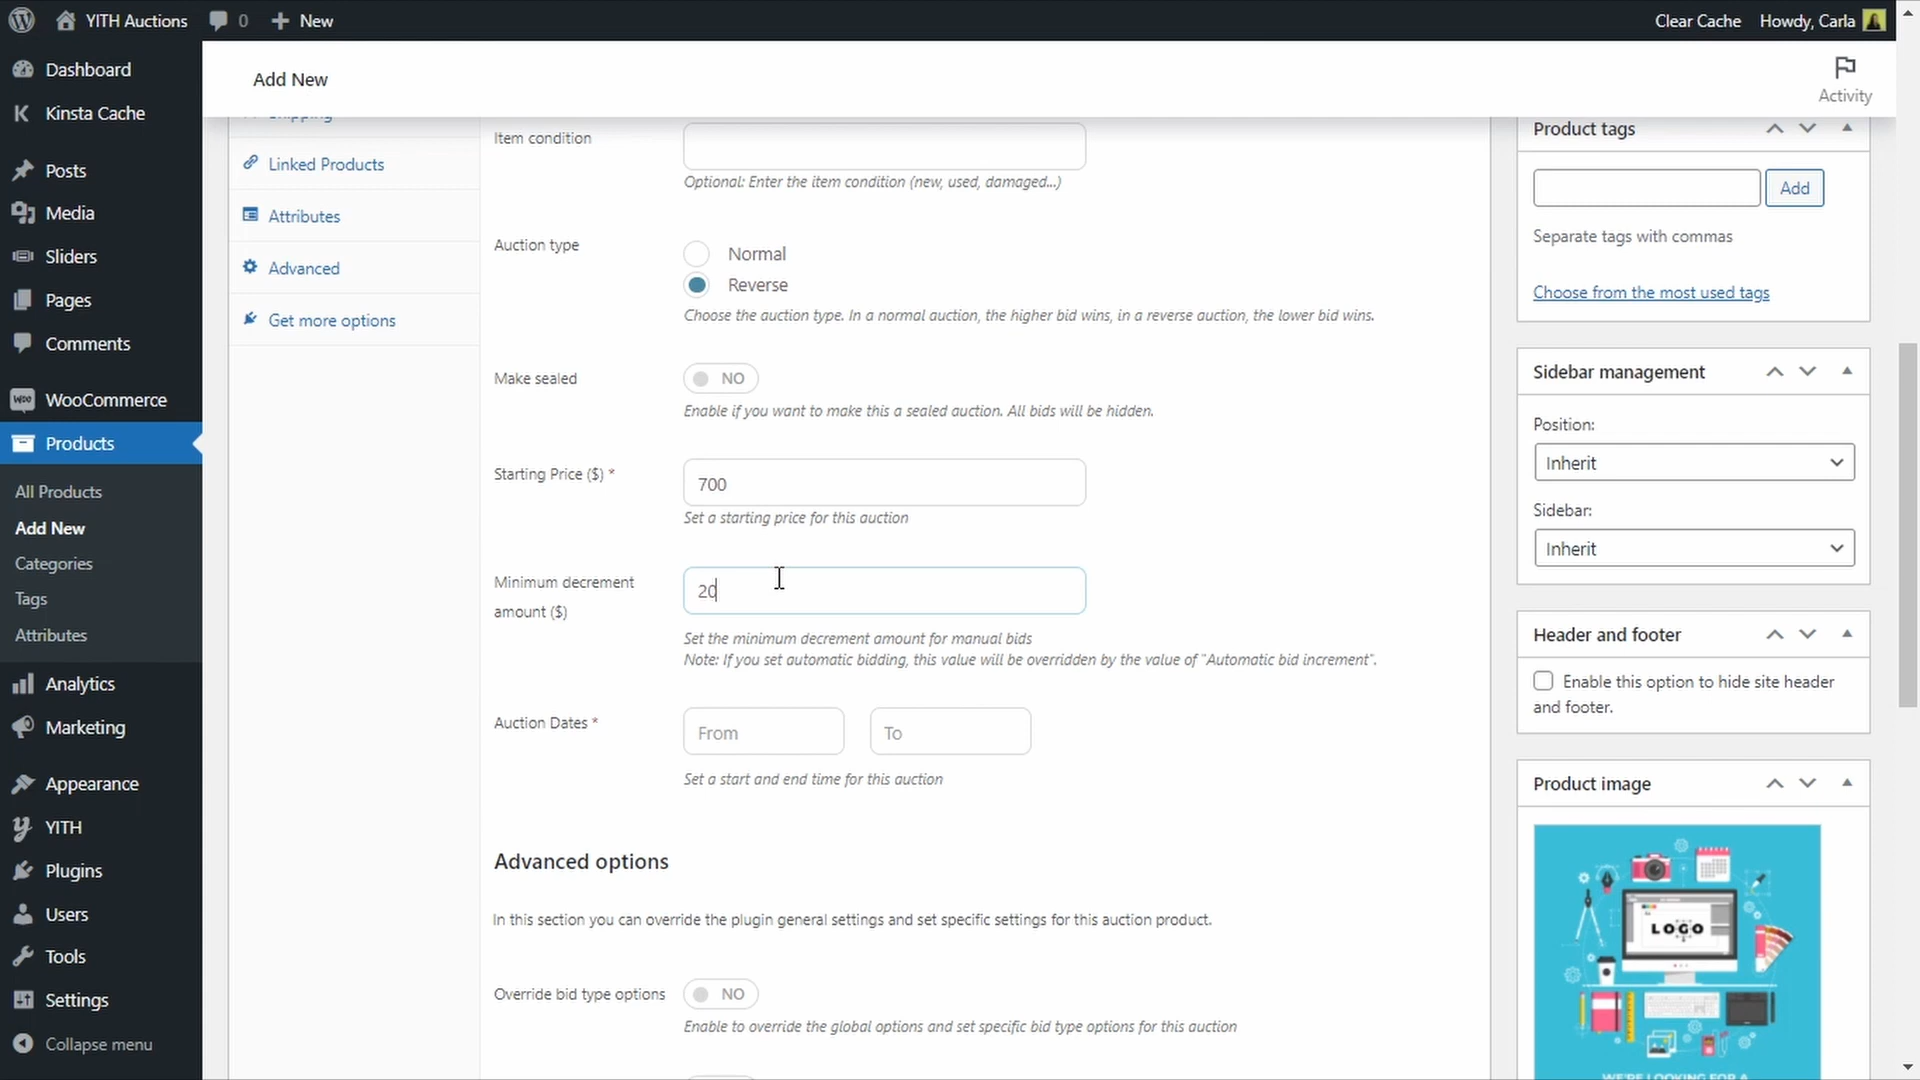 YITH Auctions
0
New
Clear Cache
Howdy, Carla
Dashboard
Kinsta Cache
Posts
Media
Sliders
Pages
Comments
WooCommerce
Products
All Products
Add New
Categories
Tags
Attributes
Analytics
Marketing
Appearance
YITH
Plugins
Users
Tools
Settings
Collapse menu
Add New
Activity
Shipping
Linked Products
Attributes
Advanced
Get more options
Item condition
Optional: Enter the item condition (new, used, damaged...)
Auction type
Normal
Reverse
Choose the auction type. In a normal auction, the higher bid wins, in a reverse auction, the lower bid wins.
Make sealed
NO
Enable if you want to make this a sealed auction. All bids will be hidden.
Starting Price ($) *
700
Set a starting price for this auction
Minimum decrement
amount ($)
20
Set the minimum decrement amount for manual bids
Note: If you set automatic bidding, this value will be overridden by the value of "Automatic bid increment".
Auction Dates *
From
To
Set a start and end time for this auction
Advanced options
In this section you can override the plugin general settings and set specific settings for this auction product.
Override bid type options
NO
Enable to override the global options and set specific bid type options for this auction
Product tags
Add
Separate tags with commas
Choose from the most used tags
Sidebar management
Position:
Inherit
Sidebar:
Inherit
Header and footer
Enable this option to hide site header
and footer.
Product image
LOGO
WE'RE LOOKING FOR A